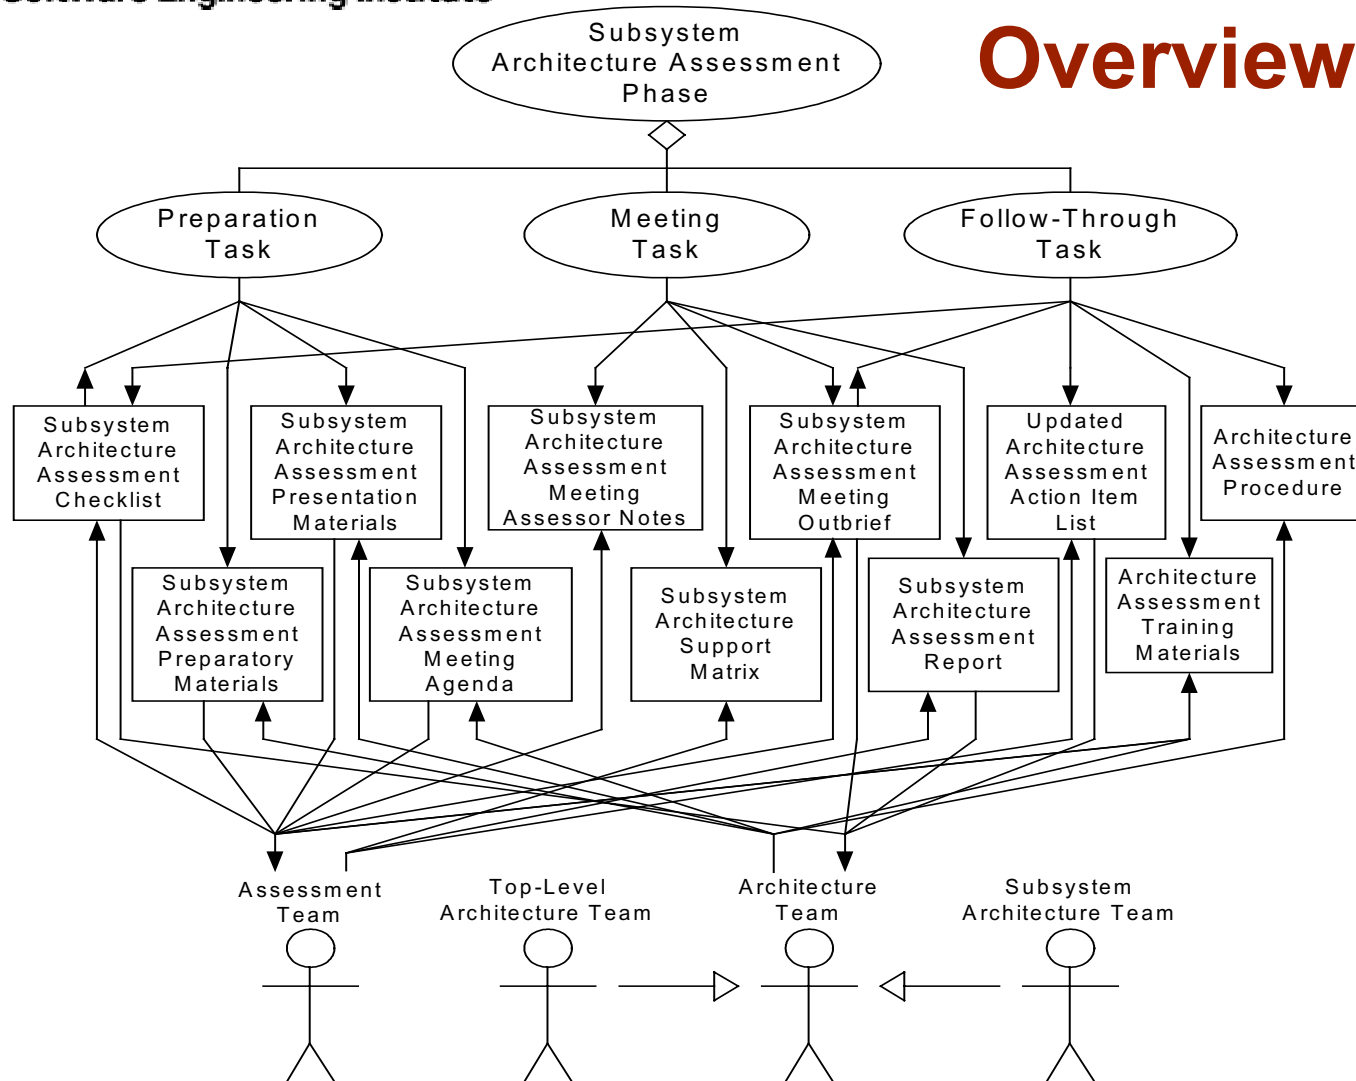 Software Engineering Institute
Overview
Subsystem
Architecture Assessment
Phase
Preparation
Task
Meeting
Task
Follow-Through
Task
Subsystem
Architecture
Assessment
Checklist
Subsystem
Architecture
Assessment
Presentation
Materials
Subsystem
Architecture
Assessment
Meeting
Assessor Notes
Subsystem
Architecture
Assessment
Meeting
Outbrief
Updated
Architecture
Assessment
Action Item
List
Architecture
Assessment
Procedure
Subsystem
Architecture
Assessment
Preparatory
Materials
Subsystem
Architecture
Assessment
Meeting
Agenda
Subsystem
Architecture
Support
Matrix
Subsystem
Architecture
Assessment
Report
Architecture
Assessment
Training
Materials
Assessment
Team
Top-Level
Architecture Team
Architecture
Team
Subsystem
Architecture Team